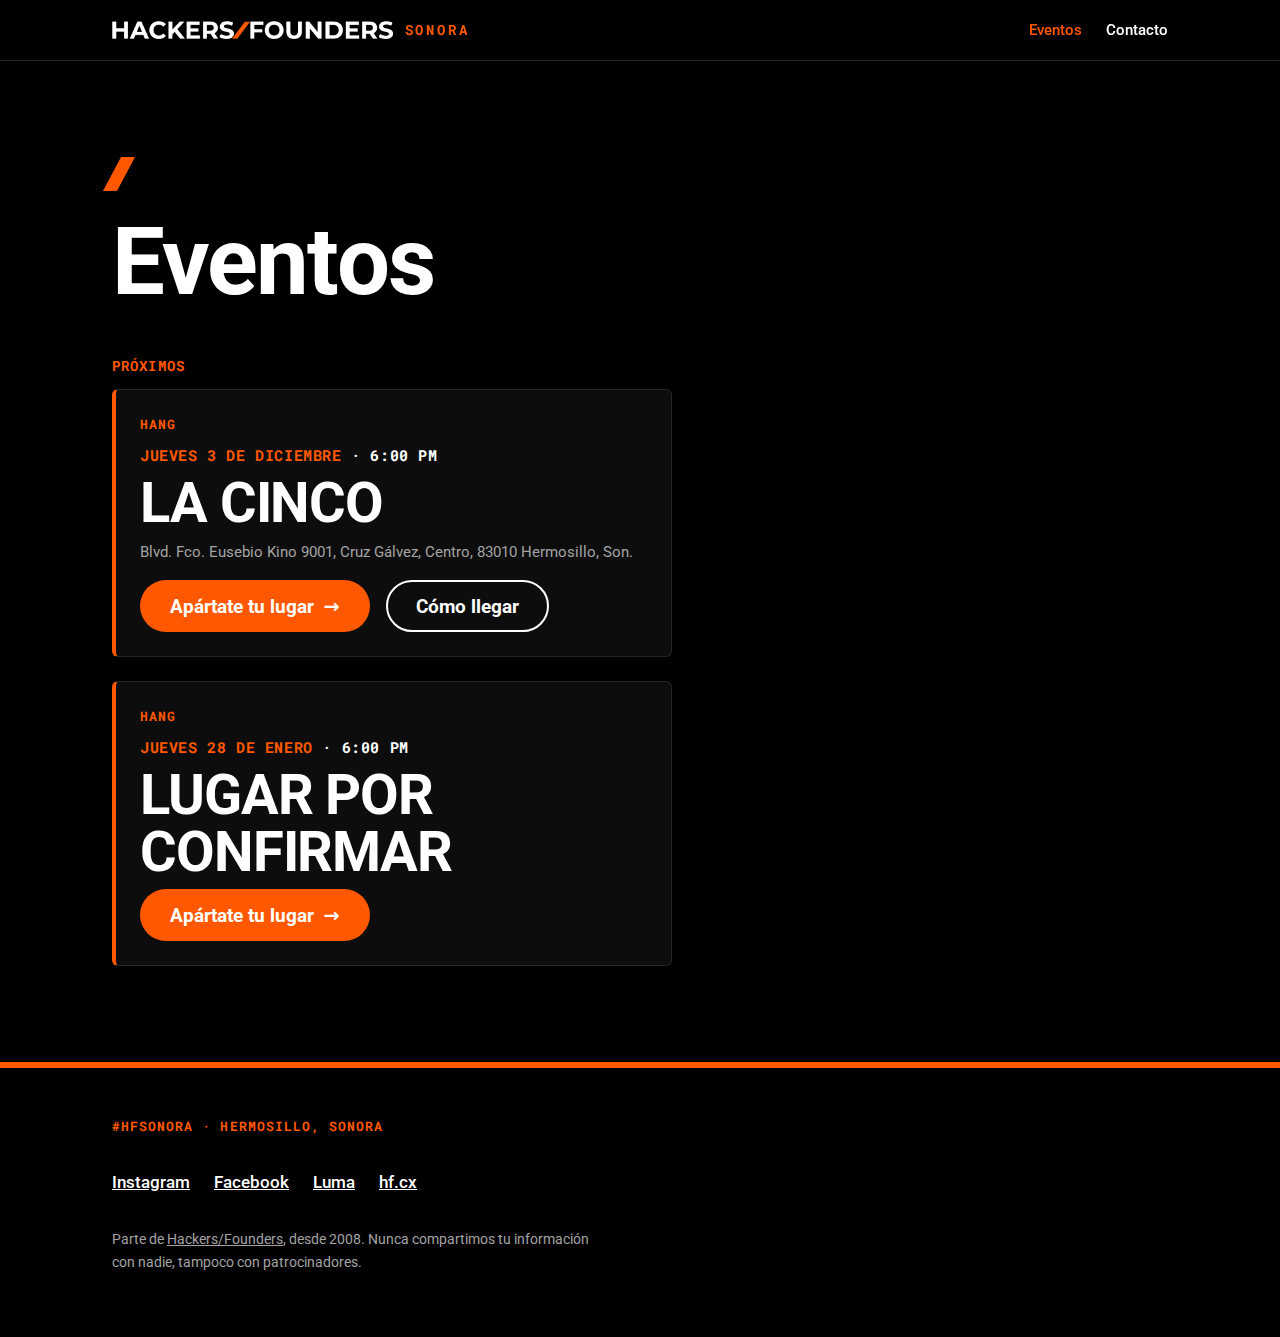 HACKERS/FOUNDERS SONORA
Eventos Contacto
Eventos
PRÓXIMOS
HANG
JUEVES 3 DE DICIEMBRE · 6:00 PM
LA CINCO
Blvd. Fco. Eusebio Kino 9001, Cruz Gálvez, Centro, 83010 Hermosillo, Son.
Apártate tu lugar → Cómo llegar
HANG
JUEVES 28 DE ENERO · 6:00 PM
LUGAR POR
CONFIRMAR
Apártate tu lugar →
#HFSONORA · HERMOSILLO, SONORA
Instagram Facebook Luma hf.cx
Parte de Hackers/Founders, desde 2008. Nunca compartimos tu información
con nadie, tampoco con patrocinadores.